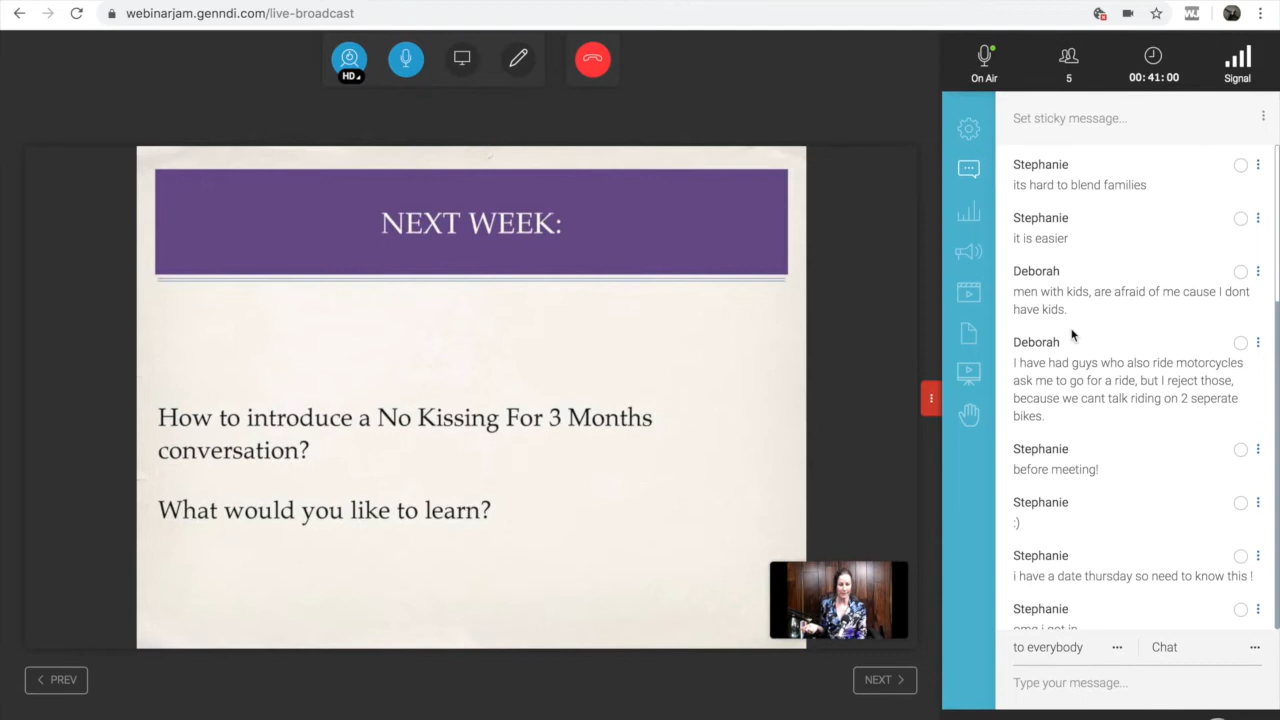 webinarjam.genndi.com/live-broadcast
HD
On Air
5
00:41:00
Signal
NEXT WEEK:
How to introduce a No Kissing For 3 Months
conversation?
What would you like to learn?
PREV
NEXT
Set sticky message...
Stephanie
its hard to blend families
Stephanie
it is easier
Deborah
men with kids, are afraid of me cause I dont
have kids.
Deborah
I have had guys who also ride motorcycles
ask me to go for a ride, but I reject those,
because we cant talk riding on 2 seperate
bikes.
Stephanie
before meeting!
Stephanie
:)
Stephanie
i have a date thursday so need to know this !
Stephanie
omg i got in
to everybody
Chat
Type your message...